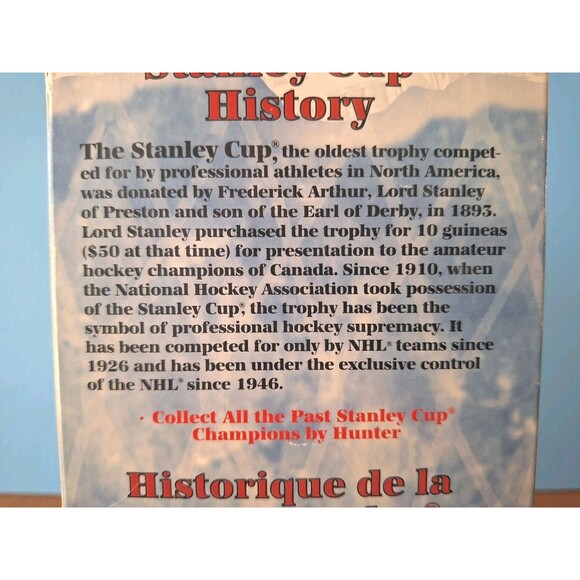 Stanley Cup
History
The Stanley Cup®, the oldest trophy compet-
ed for by professional athletes in North America,
was donated by Frederick Arthur, Lord Stanley
of Preston and son of the Earl of Derby, in 1893.
Lord Stanley purchased the trophy for 10 guineas
($50 at that time) for presentation to the amateur
hockey champions of Canada. Since 1910, when
the National Hockey Association took possession
of the Stanley Cup®, the trophy has been the
symbol of professional hockey supremacy. It
has been competed for only by NHL® teams since
1926 and has been under the exclusive control
of the NHL® since 1946.
· Collect All the Past Stanley Cup®
Champions by Hunter
Historique de la